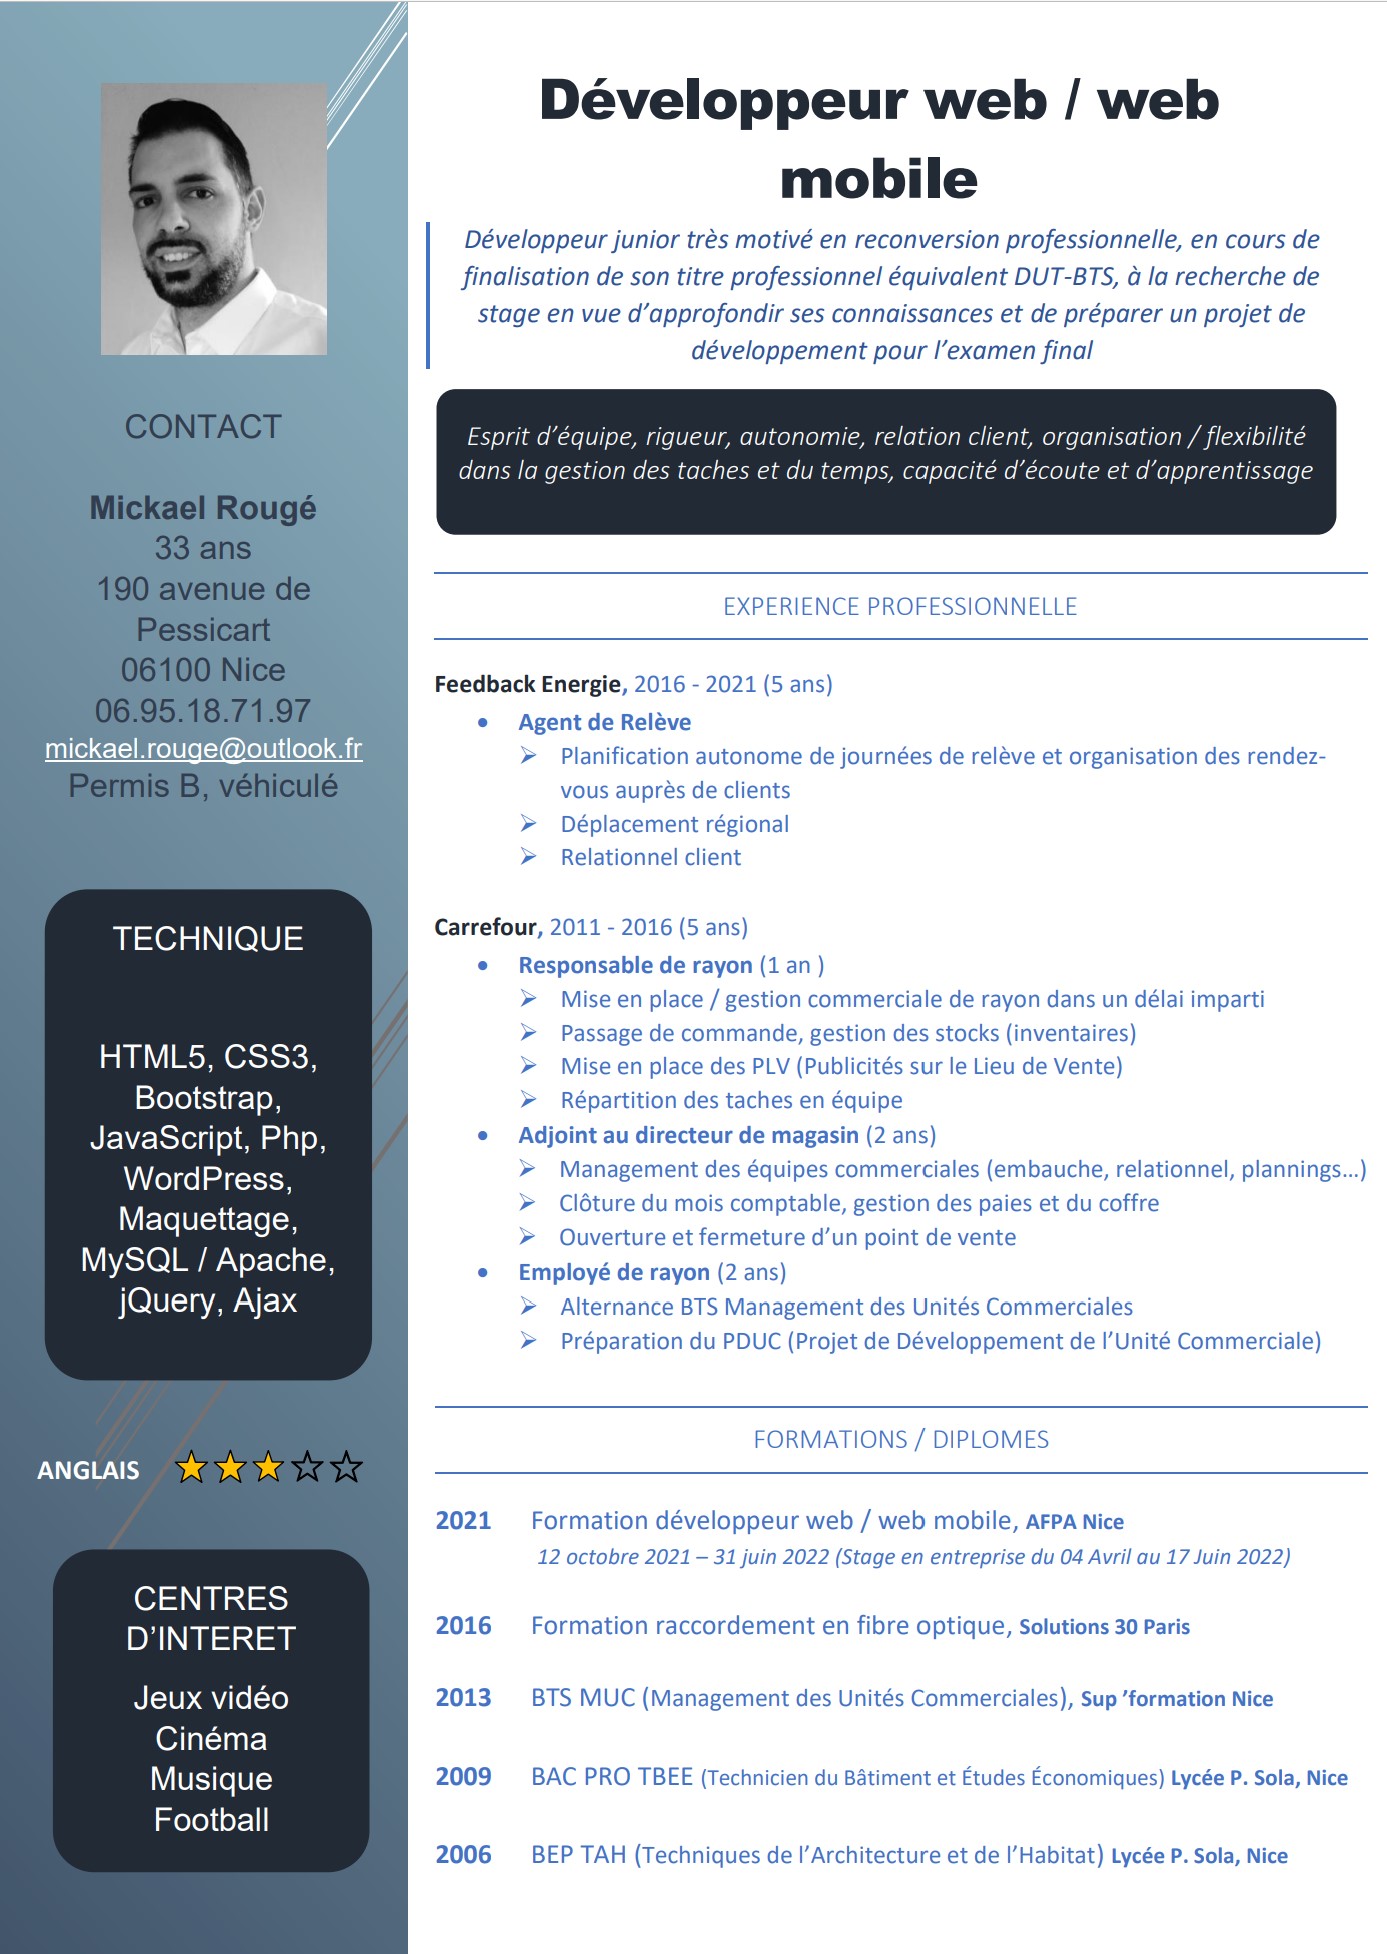 Développeur web / web
mobile
Développeur junior très motivé en reconversion professionnelle, en cours de
finalisation de son titre professionnel équivalent DUT-BTS, à la recherche de
stage en vue d’approfondir ses connaissances et de préparer un projet de
développement pour l’examen final
Esprit d’équipe, rigueur, autonomie, relation client, organisation / flexibilité
dans la gestion des taches et du temps, capacité d’écoute et d’apprentissage
CONTACT
Mickael Rougé
33 ans
190 avenue de
Pessicart
06100 Nice
06.95.18.71.97
mickael.rouge@outlook.fr
Permis B, véhiculé
TECHNIQUE
HTML5, CSS3,
Bootstrap,
JavaScript, Php,
WordPress,
Maquettage,
MySQL / Apache,
jQuery, Ajax
ANGLAIS
CENTRES
D’INTERET
Jeux vidéo
Cinéma
Musique
Football
EXPERIENCE PROFESSIONNELLE
Feedback Energie, 2016 - 2021 (5 ans)
• Agent de Relève
➢ Planification autonome de journées de relève et organisation des rendez-
vous auprès de clients
➢ Déplacement régional
➢ Relationnel client
Carrefour, 2011 - 2016 (5 ans)
• Responsable de rayon (1 an )
➢ Mise en place / gestion commerciale de rayon dans un délai imparti
➢ Passage de commande, gestion des stocks (inventaires)
➢ Mise en place des PLV (Publicités sur le Lieu de Vente)
➢ Répartition des taches en équipe
• Adjoint au directeur de magasin (2 ans)
➢ Management des équipes commerciales (embauche, relationnel, plannings…)
➢ Clôture du mois comptable, gestion des paies et du coffre
➢ Ouverture et fermeture d’un point de vente
• Employé de rayon (2 ans)
➢ Alternance BTS Management des Unités Commerciales
➢ Préparation du PDUC (Projet de Développement de l’Unité Commerciale)
FORMATIONS / DIPLOMES
2021 Formation développeur web / web mobile, AFPA Nice
12 octobre 2021 – 31 juin 2022 (Stage en entreprise du 04 Avril au 17 Juin 2022)
2016 Formation raccordement en fibre optique, Solutions 30 Paris
2013 BTS MUC (Management des Unités Commerciales), Sup ’formation Nice
2009 BAC PRO TBEE (Technicien du Bâtiment et Études Économiques) Lycée P. Sola, Nice
2006 BEP TAH (Techniques de l’Architecture et de l’Habitat) Lycée P. Sola, Nice